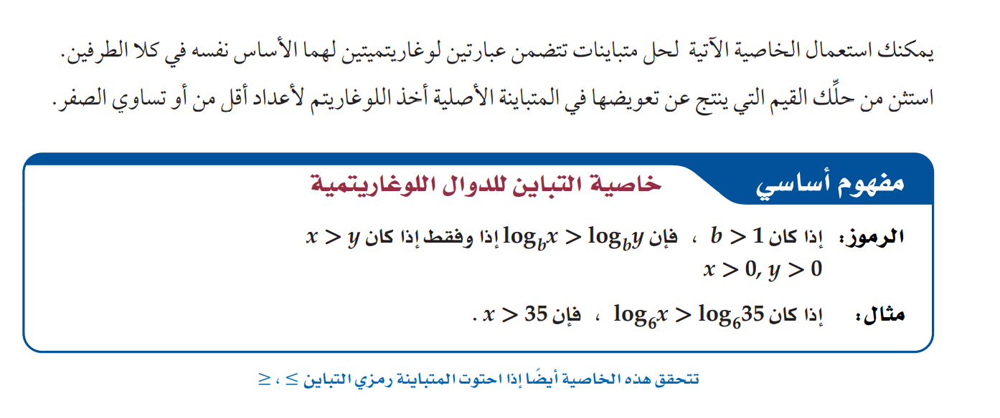 يمكنك استعمال الخاصية الآتية لحل متباينات تتضمن عبارتين لوغاريتميتين لهما الأساس نفسه في كلا الطرفين.
استثن من حلِّك القيم التي ينتج عن تعويضها في المتباينة الأصلية أخذ اللوغاريتم لأعداد أقل من أو تساوي الصفر.
مفهوم أساسي خاصية التباين للدوال اللوغاريتمية
الرموز: إذا كان b > 1 ، فإن log_b x > log_b y إذا وفقط إذا كان x > y
x > 0, y > 0
مثال: إذا كان log_6 x > log_6 35 ، فإن x > 35 .
تتحقق هذه الخاصية أيضًا إذا احتوت المتباينة رمزي التباين ≥ ، ≤